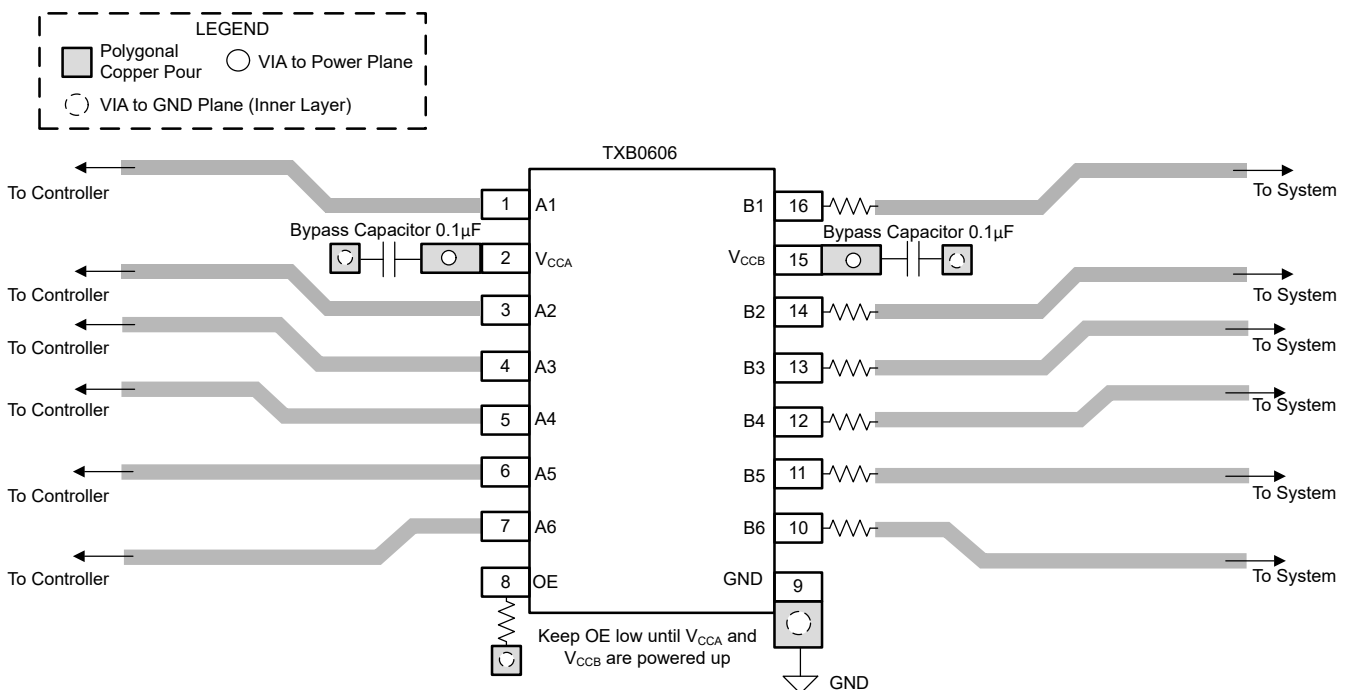 LEGEND
Polygonal
Copper Pour
VIA to Power Plane
VIA to GND Plane (Inner Layer)
TXB0606
To Controller
To System
1 A1
B1 16
Bypass Capacitor 0.1µF
Bypass Capacitor 0.1µF
2 VCCA
VCCB 15
To Controller
To System
3 A2
B2 14
To Controller
To System
4 A3
B3 13
To Controller
To System
5 A4
B4 12
6 A5
B5 11
To Controller
To System
7 A6
B6 10
To Controller
To System
8 OE
GND 9
Keep OE low until VCCA and
VCCB are powered up
GND